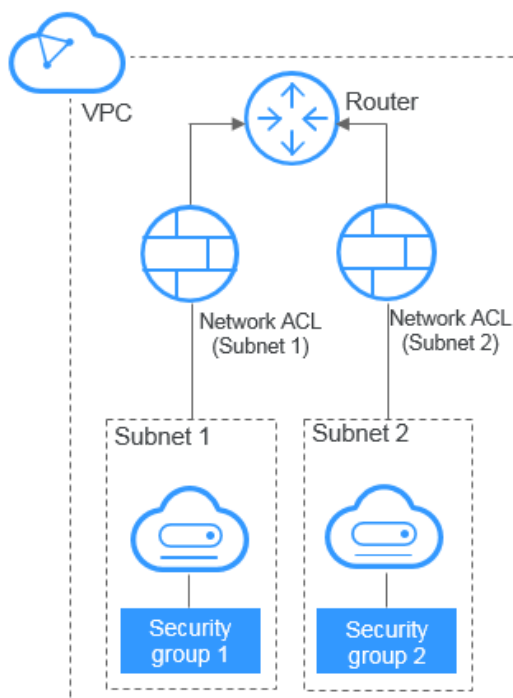 VPC
Router
Network ACL
(Subnet 1)
Network ACL
(Subnet 2)
Subnet 1
Subnet 2
Security
group 1
Security
group 2